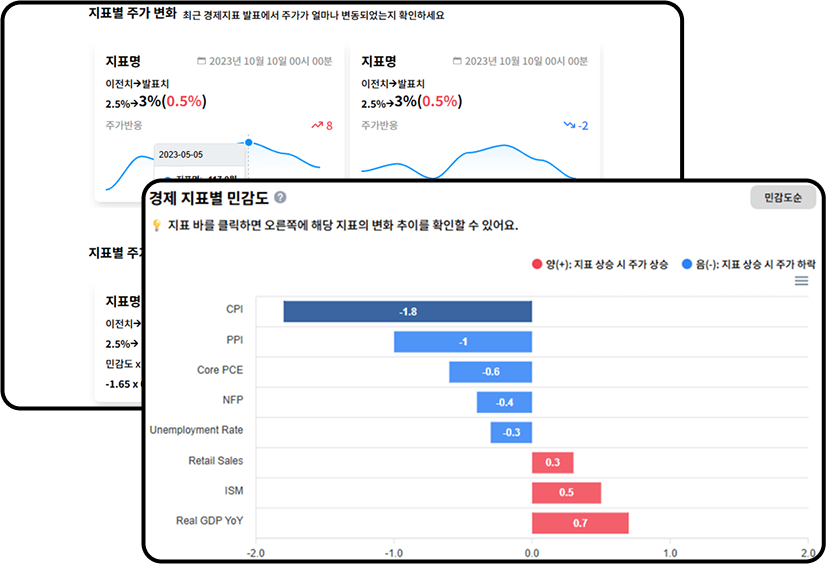 지표별 주가 변화 최근 경제지표 발표에서 주가가 얼마나 변동되었는지 확인하세요
지표명 2023년 10월 10일 00시 00분
이전치→발표치
2.5%→3%(0.5%)
주가반응 8
2023-05-05
지표명 2023년 10월 10일 00시 00분
이전치→발표치
2.5%→3%(0.5%)
주가반응 -2
지표별
지표명
이전치→
2.5%→
민감도 x
-1.65 x
경제 지표별 민감도 ?
민감도순
지표 바를 클릭하면 오른쪽에 해당 지표의 변화 추이를 확인할 수 있어요.
양(+): 지표 상승 시 주가 상승 음(-): 지표 상승 시 주가 하락
CPI -1.8
PPI -1
Core PCE -0.6
NFP -0.4
Unemployment Rate -0.3
Retail Sales 0.3
ISM 0.5
Real GDP YoY 0.7
-2.0 -1.0 0.0 1.0 2.0